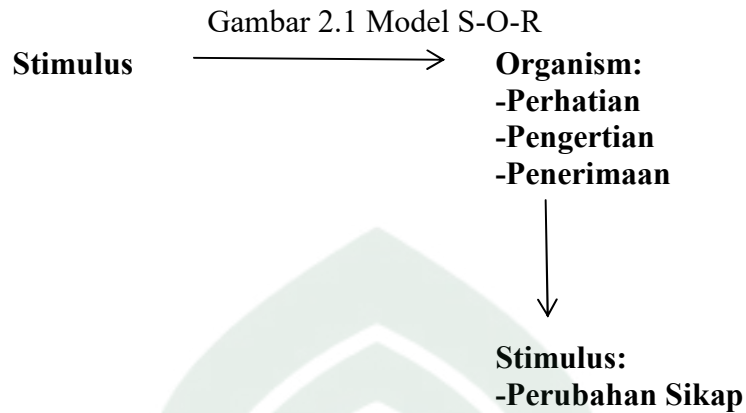 Gambar 2.1 Model S-O-R
Stimulus
Organism:
-Perhatian
-Pengertian
-Penerimaan
Stimulus:
-Perubahan Sikap